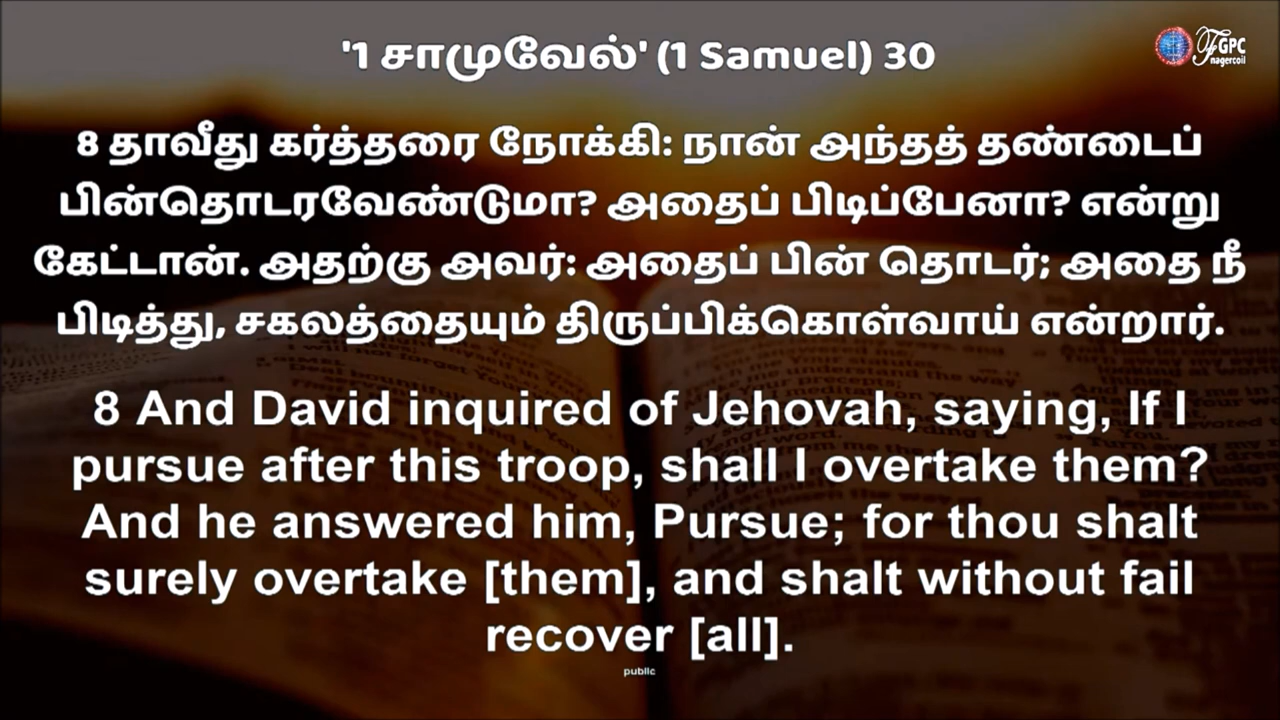 '1 சாமுவேல்' (1 Samuel) 30
FGPC
nagercoil
8 தாவீது கர்த்தரை நோக்கி: நான் அந்தத் தண்டைப்
பின்தொடரவேண்டுமா? அதைப் பிடிப்பேனா? என்று
கேட்டான். அதற்கு அவர்: அதைப் பின் தொடர்; அதை நீ
பிடித்து, சகலத்தையும் திருப்பிக்கொள்வாய் என்றார்.
8 And David inquired of Jehovah, saying, If I
pursue after this troop, shall I overtake them?
And he answered him, Pursue; for thou shalt
surely overtake [them], and shalt without fail
recover [all].
public